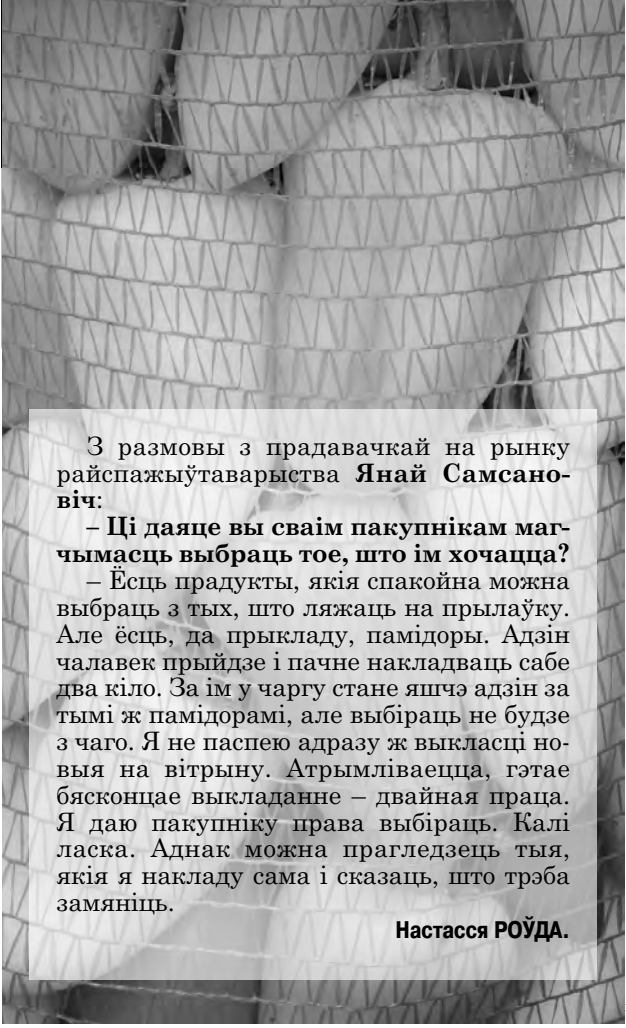 З размовы з прадавачкай на рынку
райспажыўтаварыства Янай Самсано-
віч:
– Ці даяце вы сваім пакупнікам маг-
чымасць выбраць тое, што ім хочацца?
– Ёсць прадукты, якія спакойна можна
выбраць з тых, што ляжаць на прылаўку.
Але ёсць, да прыкладу, памідоры. Адзін
чалавек прыйдзе і пачне накладваць сабе
два кіло. За ім у чаргу стане яшчэ адзін за
тымі ж памідорамі, але выбіраць не будзе
з чаго. Я не паспею адразу ж выкласці но-
выя на вітрыну. Атрымліваецца, гэтае
бясконцае выкладанне – двайная праца.
Я даю пакупніку права выбіраць. Калі
ласка. Аднак можна прагледзець тыя,
якія я накладу сама і сказаць, што трэба
замяніць.
Настасся РОЎДА.